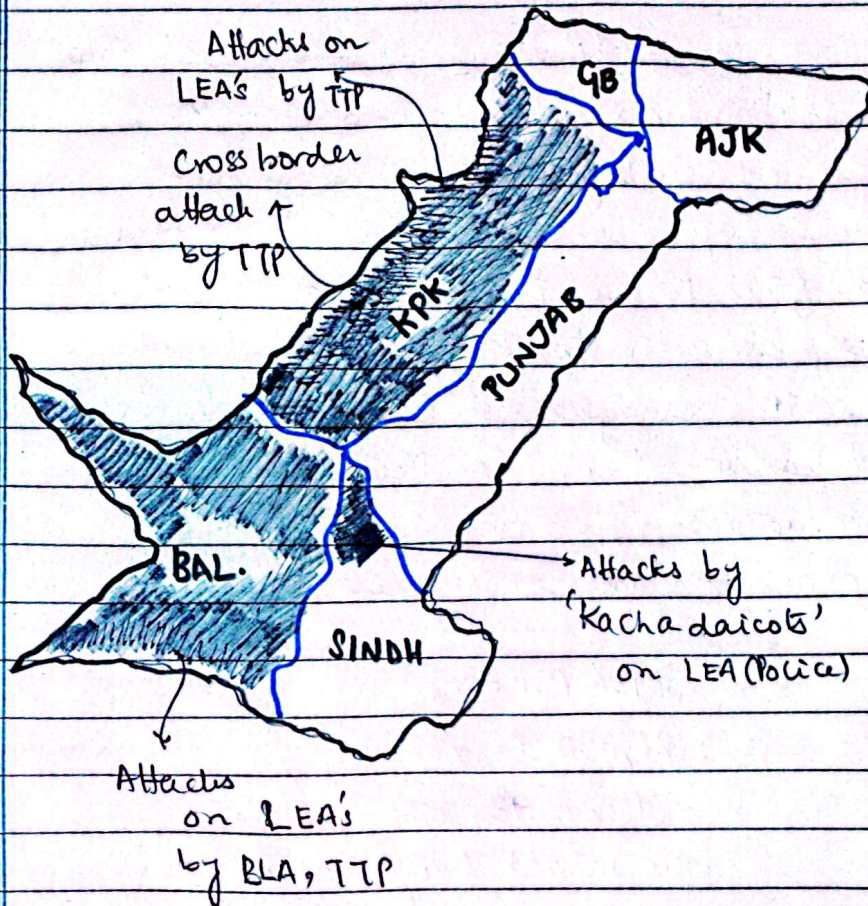 Attacks on
LEA's by TTP
Cross border
attack
by TTP
GB
AJK
KPK
PUNJAB
BAL.
SINDH
Attacks by
'Kacha daicots'
on LEA (Police)
Attacks
on LEA's
by BLA, TTP